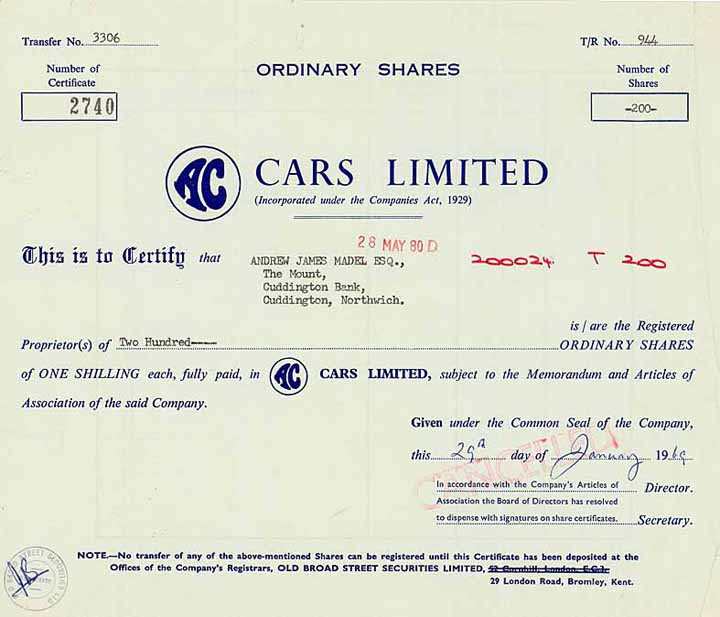 Transfer No. 3306
T/R No. 944
Number of
Certificate
2740
ORDINARY SHARES
Number of
Shares
-200-
AC CARS LIMITED
(Incorporated under the Companies Act, 1929)
28 MAY 80 D
This is to Certify that ANDREW JAMES MADEL ESQ., 200024. T 200
The Mount,
Cuddington Bank,
Cuddington, Northwich.
is / are the Registered
Proprietor(s) of Two Hundred---- ORDINARY SHARES
of ONE SHILLING each, fully paid, in AC CARS LIMITED, subject to the Memorandum and Articles of
Association of the said Company.
Given under the Common Seal of the Company,
this 29th day of January 1969
CANCELLED
In accordance with the Company's Articles of Director.
Association the Board of Directors has resolved
to dispense with signatures on share certificates. Secretary.
NOTE.—No transfer of any of the above-mentioned Shares can be registered until this Certificate has been deposited at the
Offices of the Company's Registrars, OLD BROAD STREET SECURITIES LIMITED, 52 Cornhill, London, E.C.3.
29 London Road, Bromley, Kent.